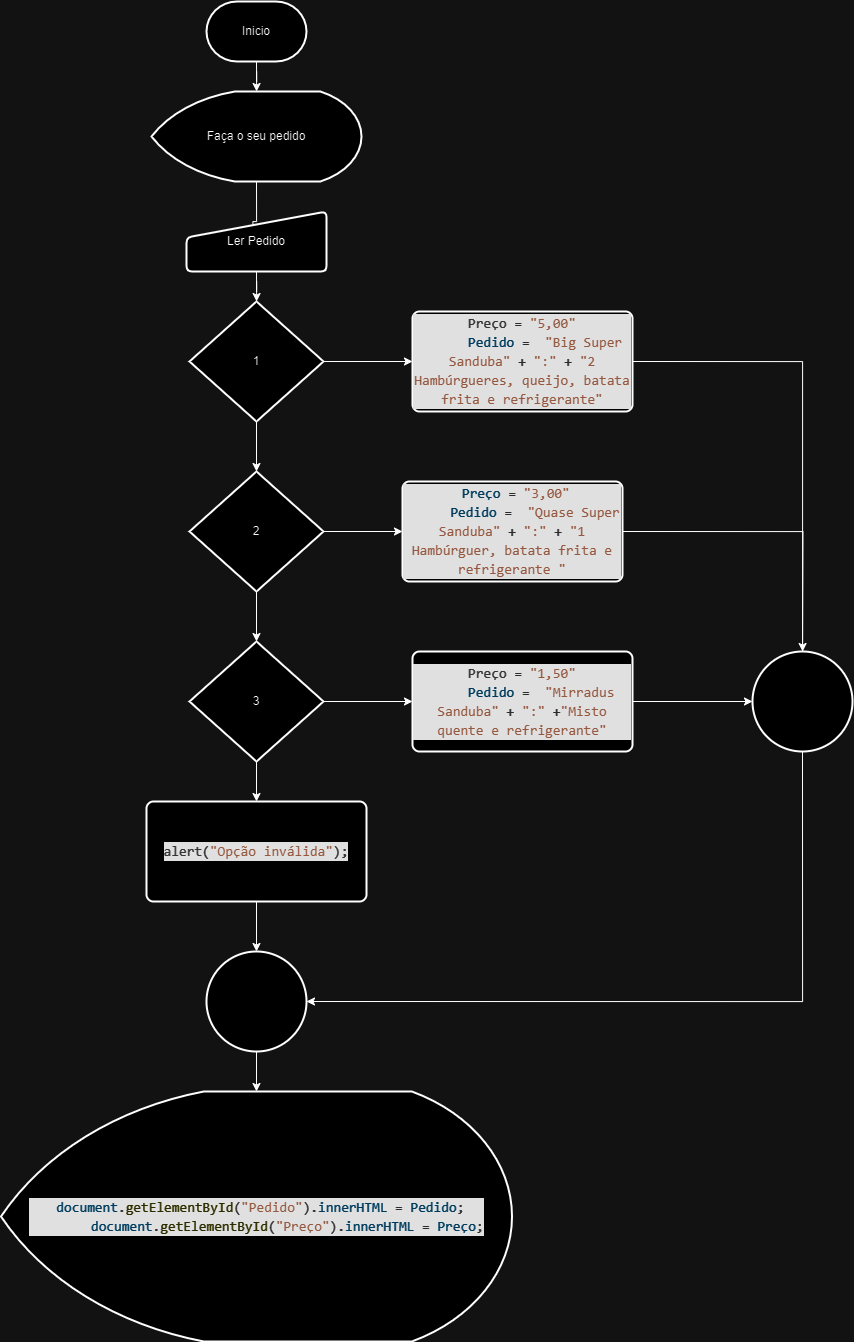 Inicio
Faça o seu pedido
Ler Pedido
1
Preço = "5,00"
Pedido = "Big Super
Sanduba" + ":" + "2
Hambúrgueres, queijo, batata
frita e refrigerante"
2
Preço = "3,00"
Pedido = "Quase Super
Sanduba" + ":" + "1
Hambúrguer, batata frita e
refrigerante "
3
Preço = "1,50"
Pedido = "Mirradus
Sanduba" + ":" +"Misto
quente e refrigerante"
alert("Opção inválida");
document.getElementById("Pedido").innerHTML = Pedido;
document.getElementById("Preço").innerHTML = Preço;